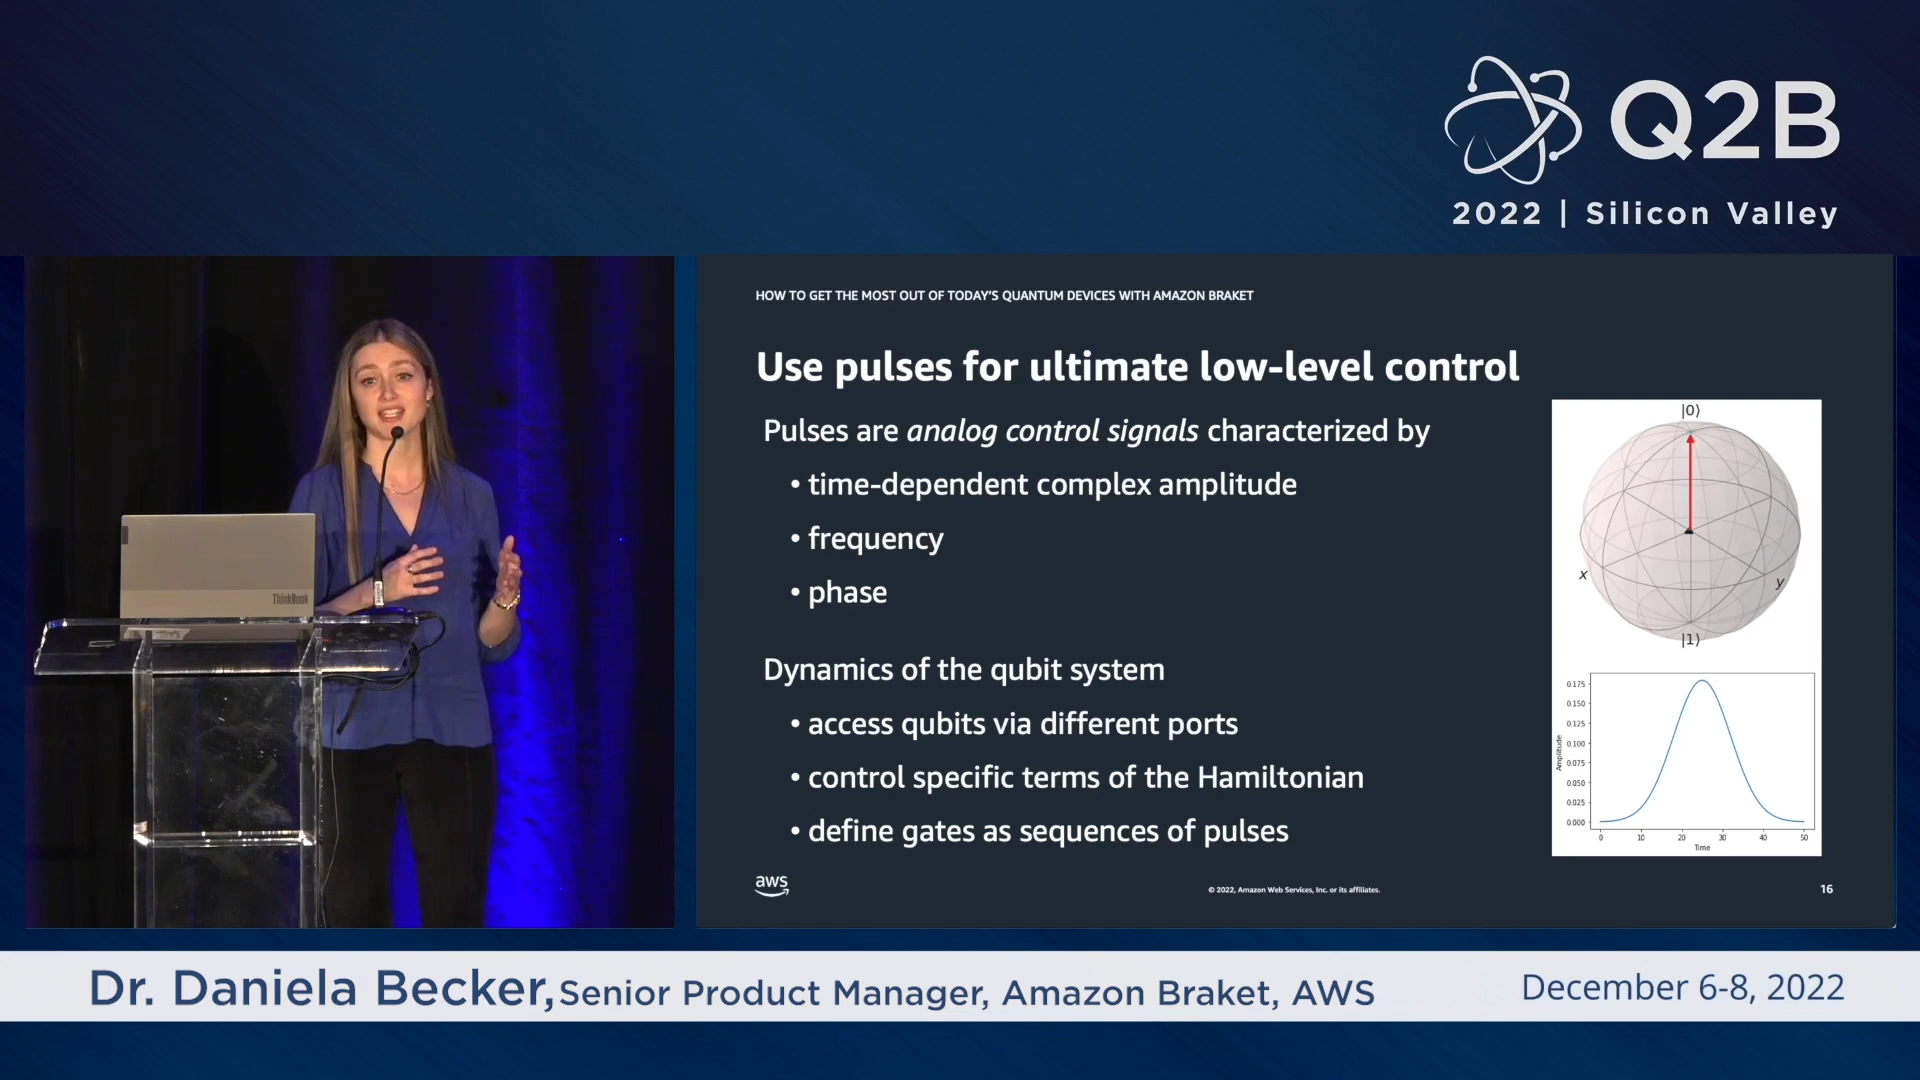 Q2B
2022 | Silicon Valley
HOW TO GET THE MOST OUT OF TODAY'S QUANTUM DEVICES WITH AMAZON BRAKET
Use pulses for ultimate low-level control
Pulses are analog control signals characterized by
• time-dependent complex amplitude
• frequency
• phase
Dynamics of the qubit system
• access qubits via different ports
• control specific terms of the Hamiltonian
• define gates as sequences of pulses
|0⟩
x
y
|1⟩
0.175
0.150
0.125
0.100
0.075
0.050
0.025
0.000
Amplitude
0 10 20 30 40 50
Time
aws
© 2022, Amazon Web Services, Inc. or its affiliates.
16
ThinkBook
Dr. Daniela Becker, Senior Product Manager, Amazon Braket, AWS
December 6-8, 2022